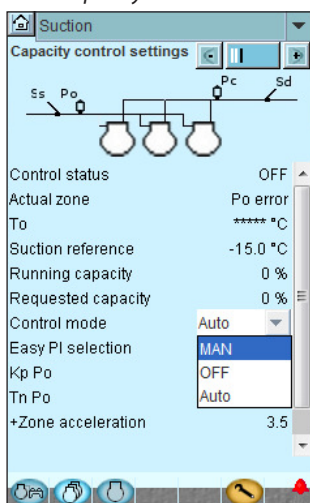 Suction
Capacity control settings
Ss Po Pc Sd
Control status OFF
Actual zone Po error
To ***** °C
Suction reference -15.0 °C
Running capacity 0 %
Requested capacity 0 %
Control mode Auto
Easy PI selection MAN
Kp Po OFF
Tn Po Auto
+Zone acceleration 3.5